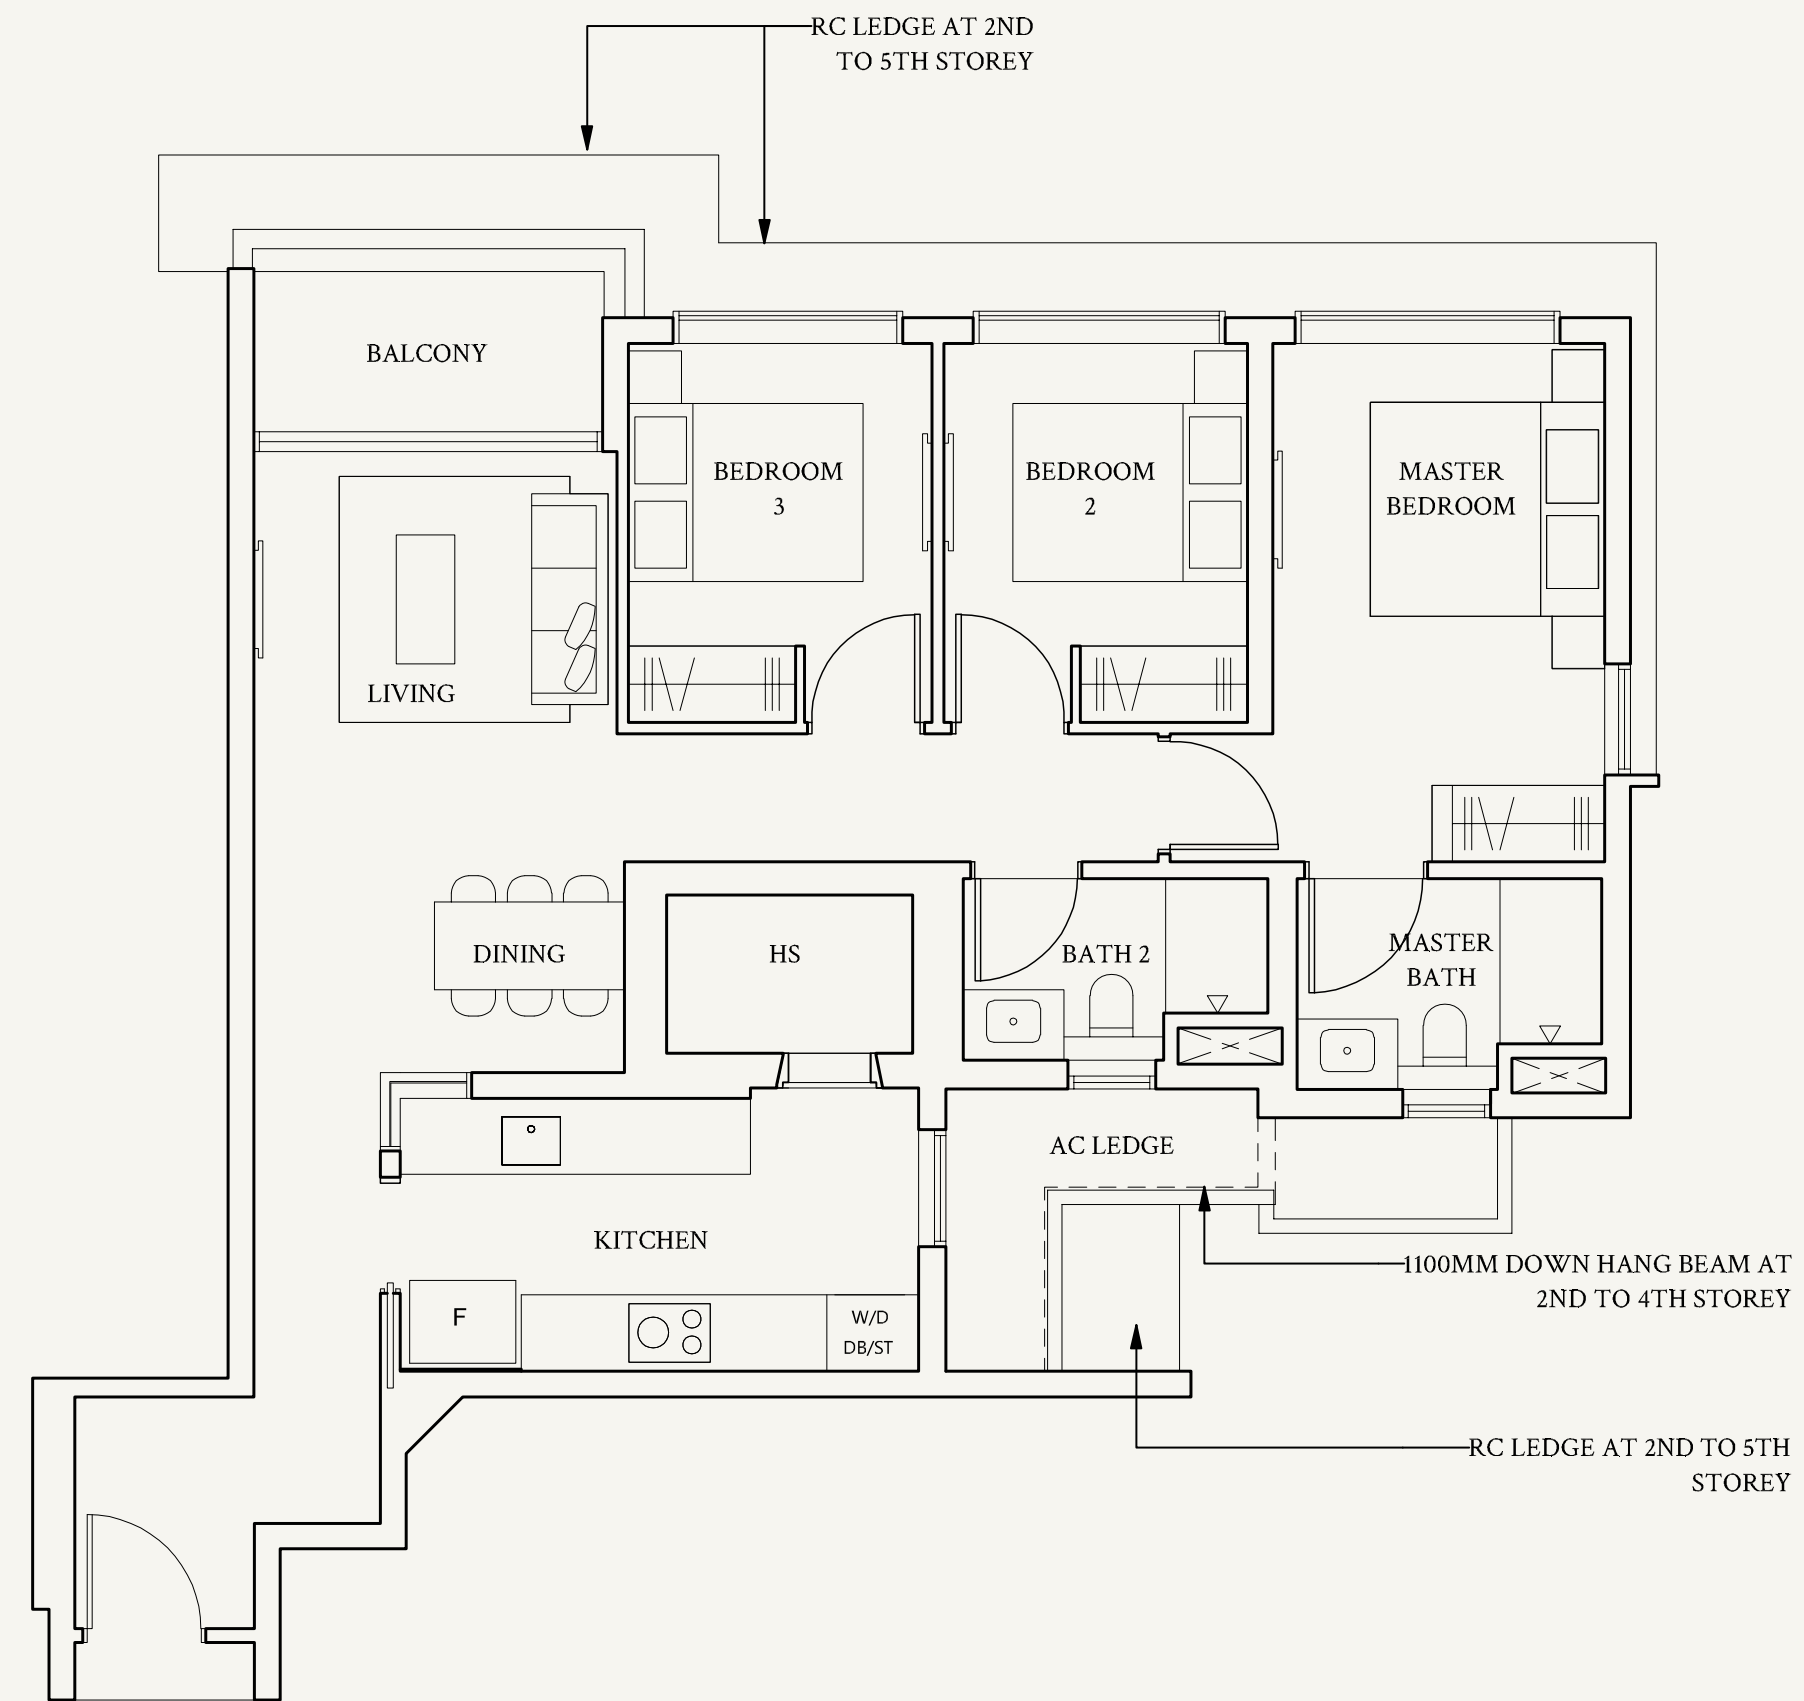 RC LEDGE AT 2ND
TO 5TH STOREY
BALCONY
BEDROOM
3
BEDROOM
2
MASTER
BEDROOM
LIVING
DINING
HS
BATH 2
MASTER
BATH
AC LEDGE
KITCHEN
1100MM DOWN HANG BEAM AT
2ND TO 4TH STOREY
F
W/D
DB/ST
RC LEDGE AT 2ND TO 5TH
STOREY